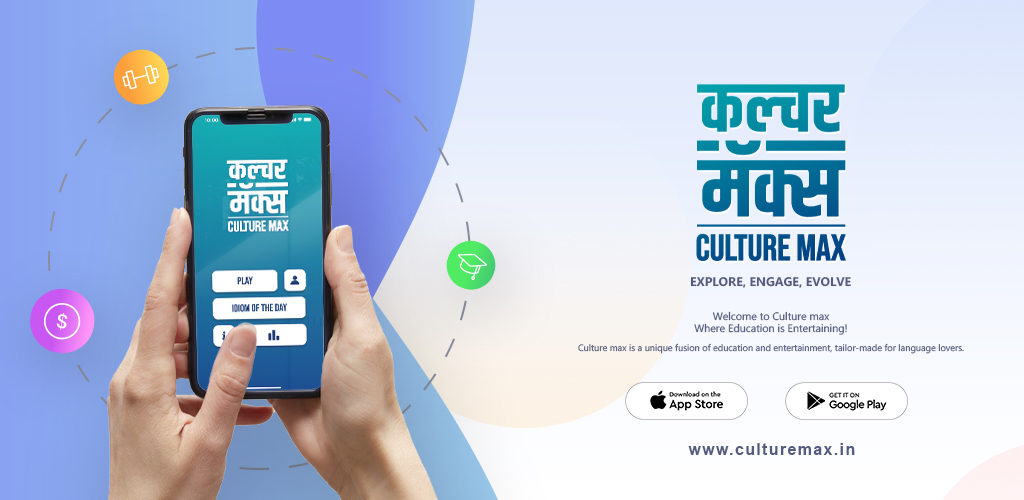 10:00
कल्चर
मॅक्स
CULTURE MAX
PLAY
IDIOM OF THE DAY
$
कल्चर
मॅक्स
CULTURE MAX
EXPLORE, ENGAGE, EVOLVE
Welcome to Culture max
Where Education is Entertaining!
Culture max is a unique fusion of education and entertainment, tailor-made for language lovers.
Download on the
App Store
GET IT ON
Google Play
www.culturemax.in